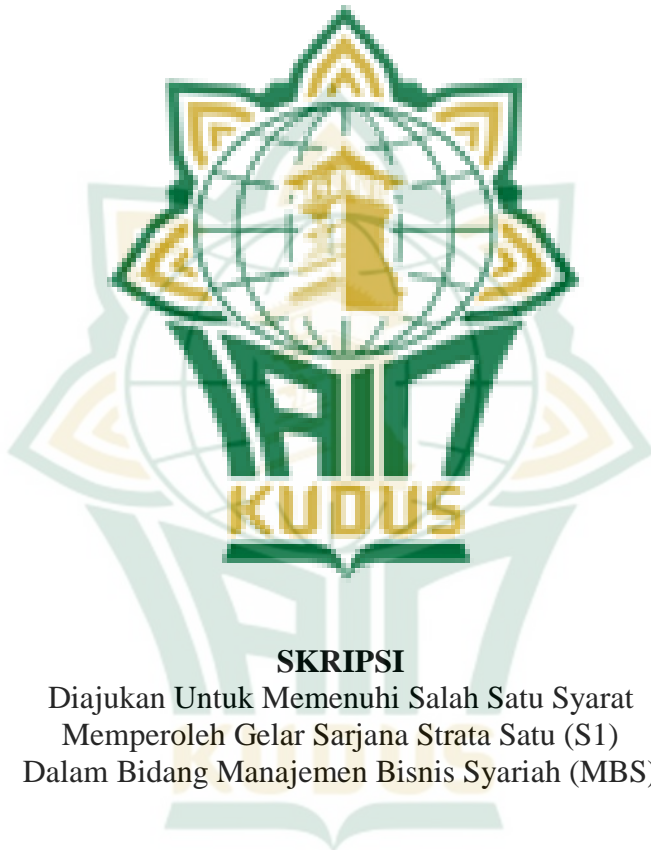 IAIN
KUDUS
SKRIPSI
Diajukan Untuk Memenuhi Salah Satu Syarat
Memperoleh Gelar Sarjana Strata Satu (S1)
Dalam Bidang Manajemen Bisnis Syariah (MBS)